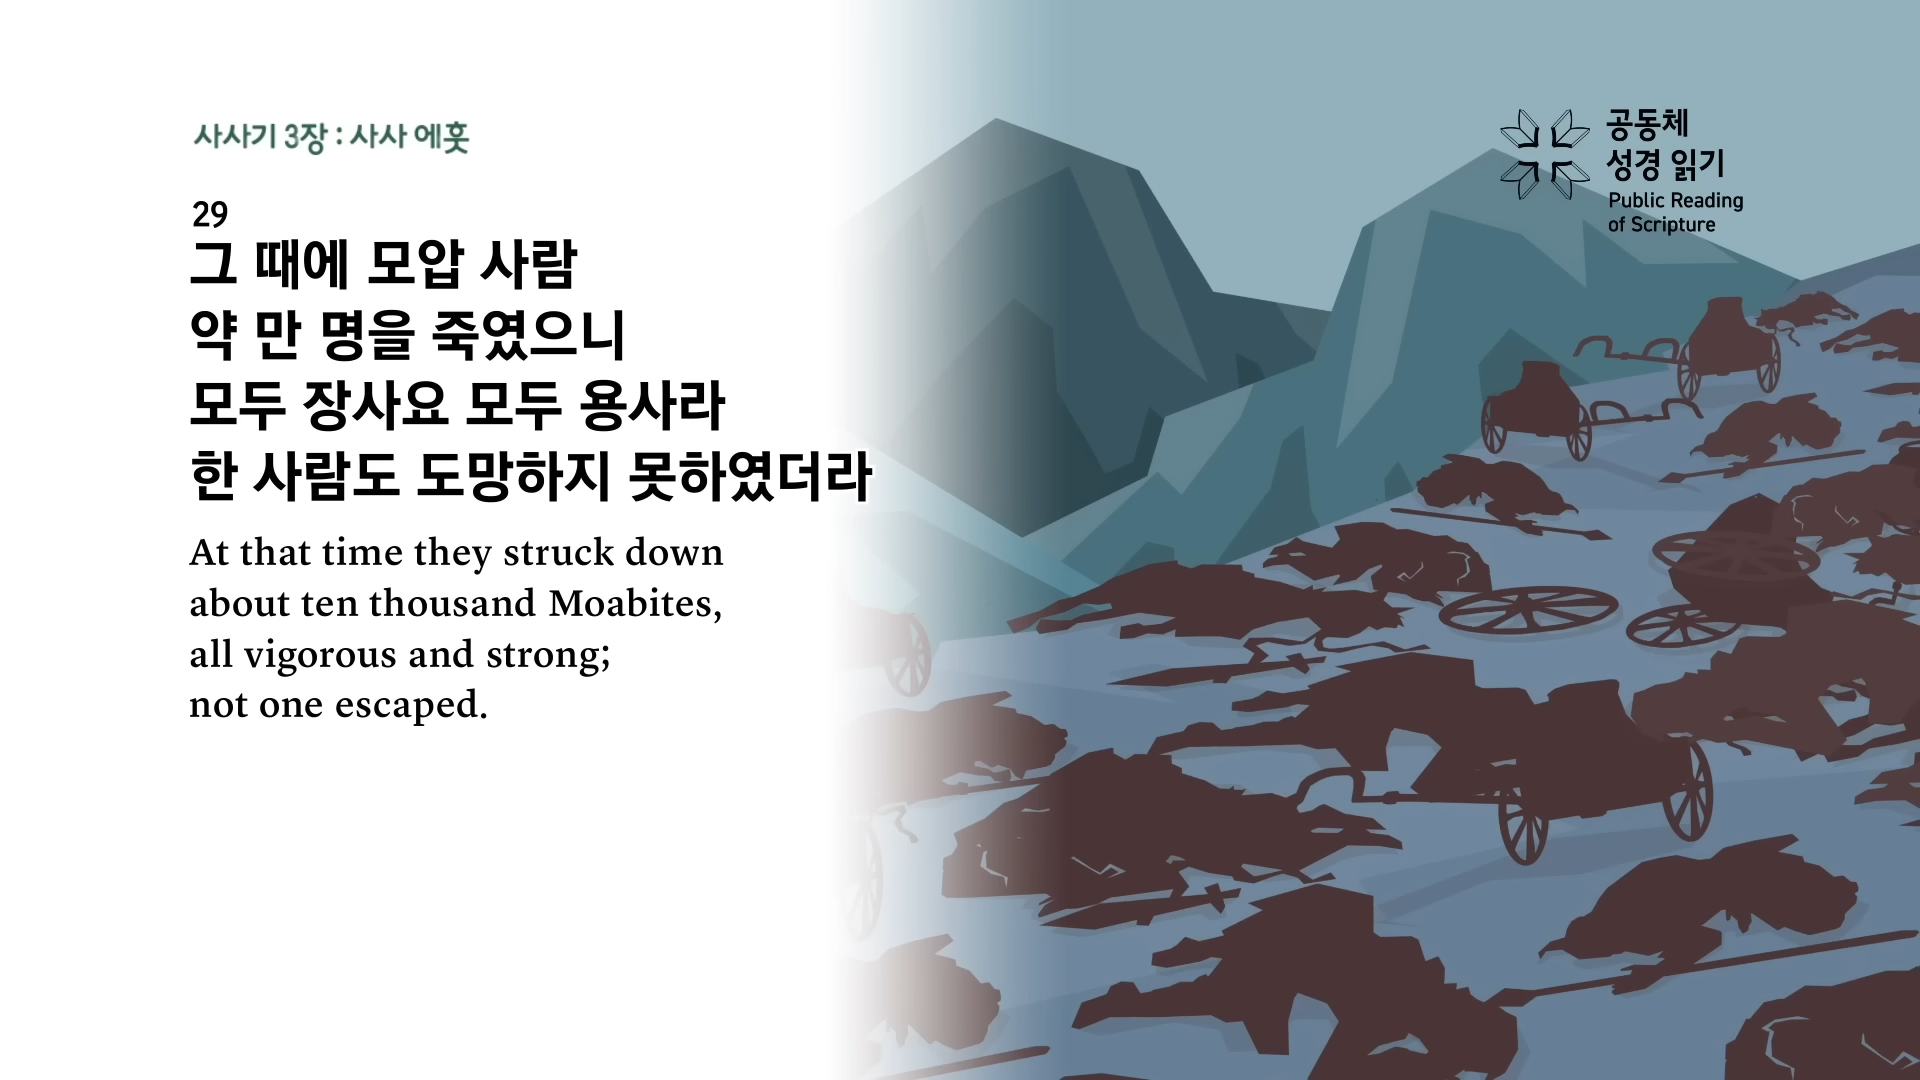 사사기 3장 : 사사 에훗
29
그 때에 모압 사람
약 만 명을 죽였으니
모두 장사요 모두 용사라
한 사람도 도망하지 못하였더라
At that time they struck down
about ten thousand Moabites,
all vigorous and strong;
not one escaped.
공동체
성경 읽기
Public Reading
of Scripture